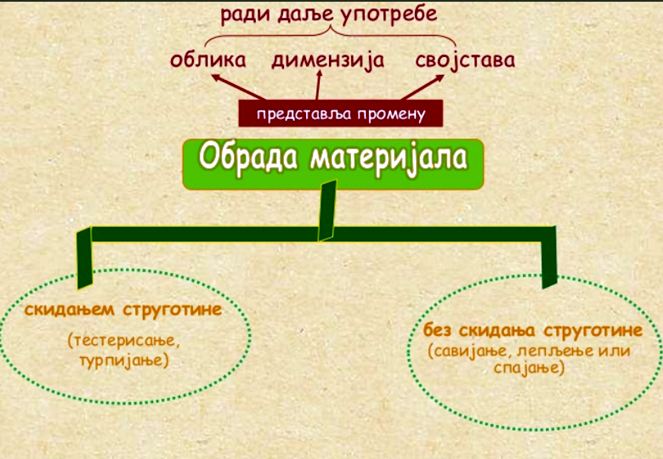 ради даље употребе
облика димензија својстава
представља промену
Обрада материјала
скидањем струготине
(тестерисање,
турпијање)
без скидања струготине
(савијање, лепљење или
спајање)